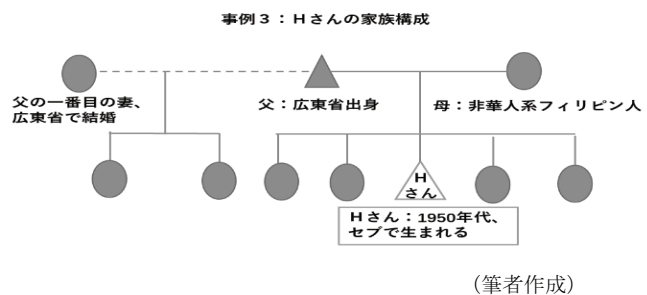 事例3：Hさんの家族構成
父の一番目の妻、
広東省で結婚
父：広東省出身
母：非華人系フィリピン人
H
さん
Hさん：1950年代、
セブで生まれる
（筆者作成）